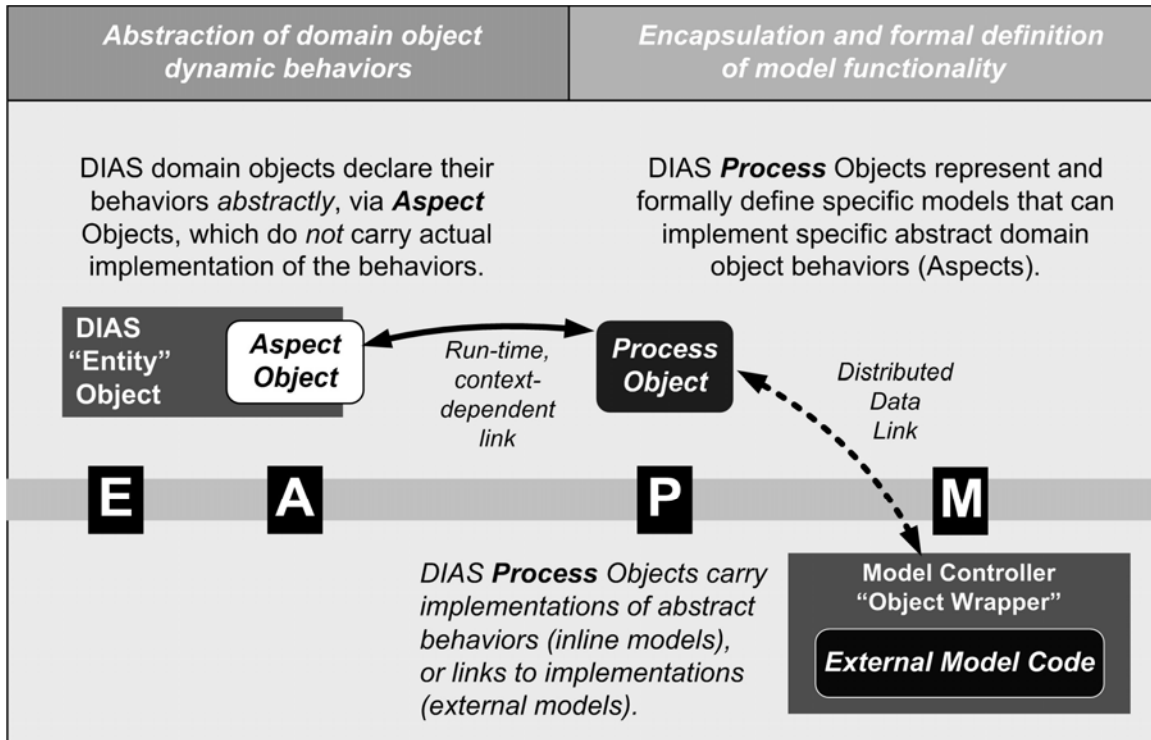 Abstraction of domain object
dynamic behaviors
Encapsulation and formal definition
of model functionality
DIAS domain objects declare their
behaviors abstractly, via Aspect
Objects, which do not carry actual
implementation of the behaviors.
DIAS Process Objects represent and
formally define specific models that can
implement specific abstract domain
object behaviors (Aspects).
DIAS
“Entity”
Object
Aspect
Object
Run-time,
context-
dependent
link
Process
Object
Distributed
Data
Link
E
A
P
M
DIAS Process Objects carry
implementations of abstract
behaviors (inline models),
or links to implementations
(external models).
Model Controller
“Object Wrapper”
External Model Code